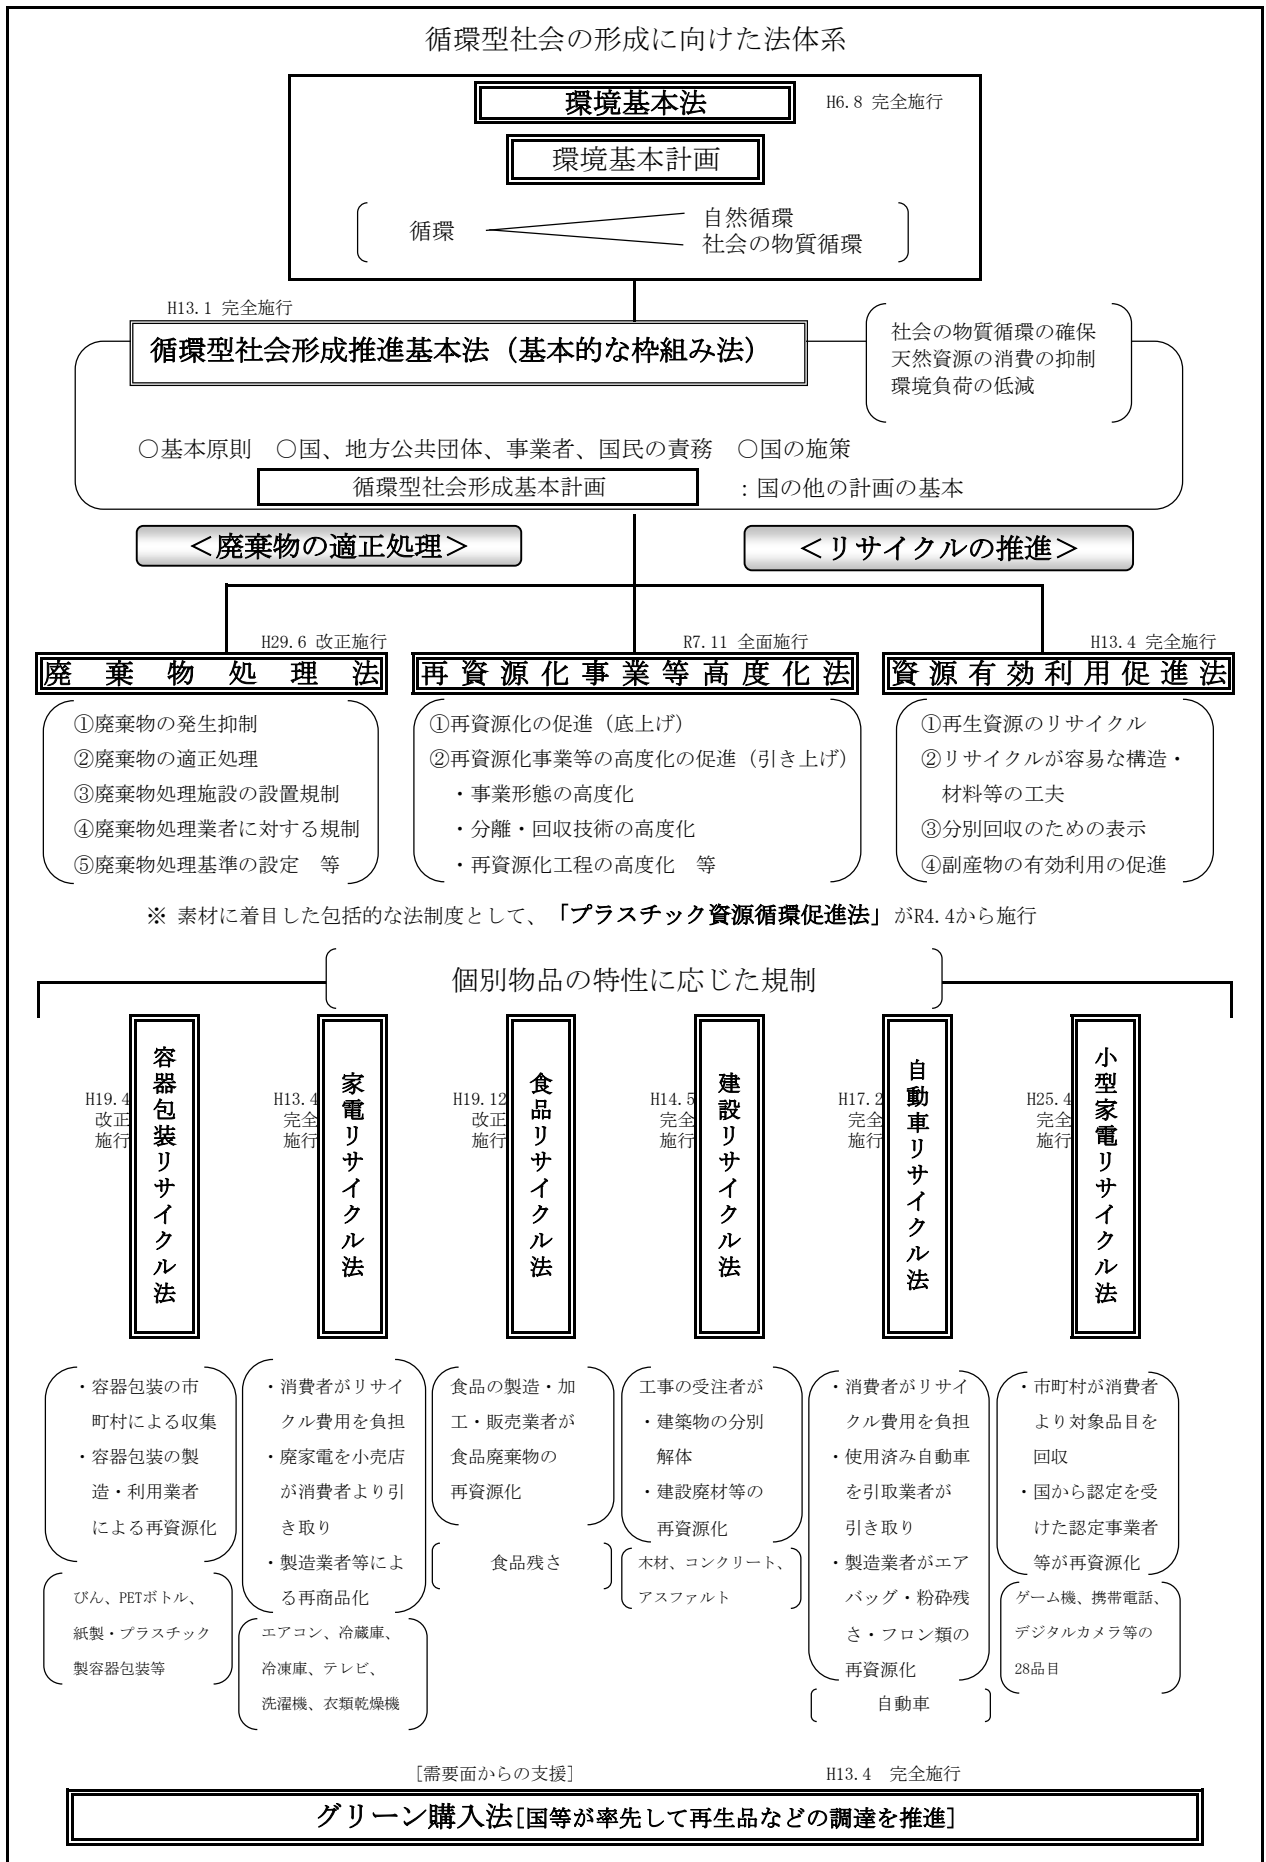 循環型社会の形成に向けた法体系
環境基本法
H6.8 完全施行
環境基本計画
循環
自然循環
社会の物質循環
H13.1 完全施行
循環型社会形成推進基本法（基本的な枠組み法）
社会の物質循環の確保
天然資源の消費の抑制
環境負荷の低減
○基本原則　○国、地方公共団体、事業者、国民の責務　○国の施策
循環型社会形成基本計画
：国の他の計画の基本
＜廃棄物の適正処理＞
＜リサイクルの推進＞
H29.6 改正施行
廃棄物処理法
①廃棄物の発生抑制
②廃棄物の適正処理
③廃棄物処理施設の設置規制
④廃棄物処理業者に対する規制
⑤廃棄物処理基準の設定　等
R7.11 全面施行
再資源化事業等高度化法
①再資源化の促進（底上げ）
②再資源化事業等の高度化の促進（引き上げ）
・事業形態の高度化
・分離・回収技術の高度化
・再資源化工程の高度化　等
H13.4 完全施行
資源有効利用促進法
①再生資源のリサイクル
②リサイクルが容易な構造・
材料等の工夫
③分別回収のための表示
④副産物の有効利用の促進
※ 素材に着目した包括的な法制度として、「プラスチック資源循環促進法」がR4.4から施行
個別物品の特性に応じた規制
H19.4
改正
施行
容器包装リサイクル法
H13.4
完全
施行
家電リサイクル法
H19.12
改正
施行
食品リサイクル法
H14.5
完全
施行
建設リサイクル法
H17.2
完全
施行
自動車リサイクル法
H25.4
完全
施行
小型家電リサイクル法
・容器包装の市
町村による収集
・容器包装の製
造・利用業者
による再資源化
びん、PETボトル、
紙製・プラスチック
製容器包装等
・消費者がリサイ
クル費用を負担
・廃家電を小売店
が消費者より引
き取り
・製造業者等によ
る再商品化
エアコン、冷蔵庫、
冷凍庫、テレビ、
洗濯機、衣類乾燥機
食品の製造・加
工・販売業者が
食品廃棄物の
再資源化
食品残さ
工事の受注者が
・建築物の分別
解体
・建設廃材等の
再資源化
木材、コンクリート、
アスファルト
・消費者がリサイ
クル費用を負担
・使用済み自動車
を引取業者が
引き取り
・製造業者がエア
バッグ・粉砕残
さ・フロン類の
再資源化
自動車
・市町村が消費者
より対象品目を
回収
・国から認定を受
けた認定事業者
等が再資源化
ゲーム機、携帯電話、
デジタルカメラ等の
28品目
[需要面からの支援]
H13.4　完全施行
グリーン購入法[国等が率先して再生品などの調達を推進]